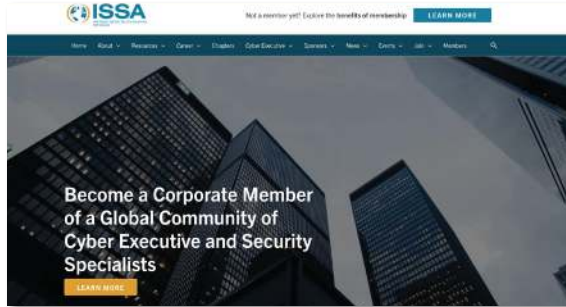 ISSA
Not a member yet? Explore the benefits of membership LEARN MORE
Home About Resources Career Chapters Cyber Executive Sponsors News Events Join Members
Become a Corporate Member
of a Global Community of
Cyber Executive and Security
Specialists
LEARN MORE